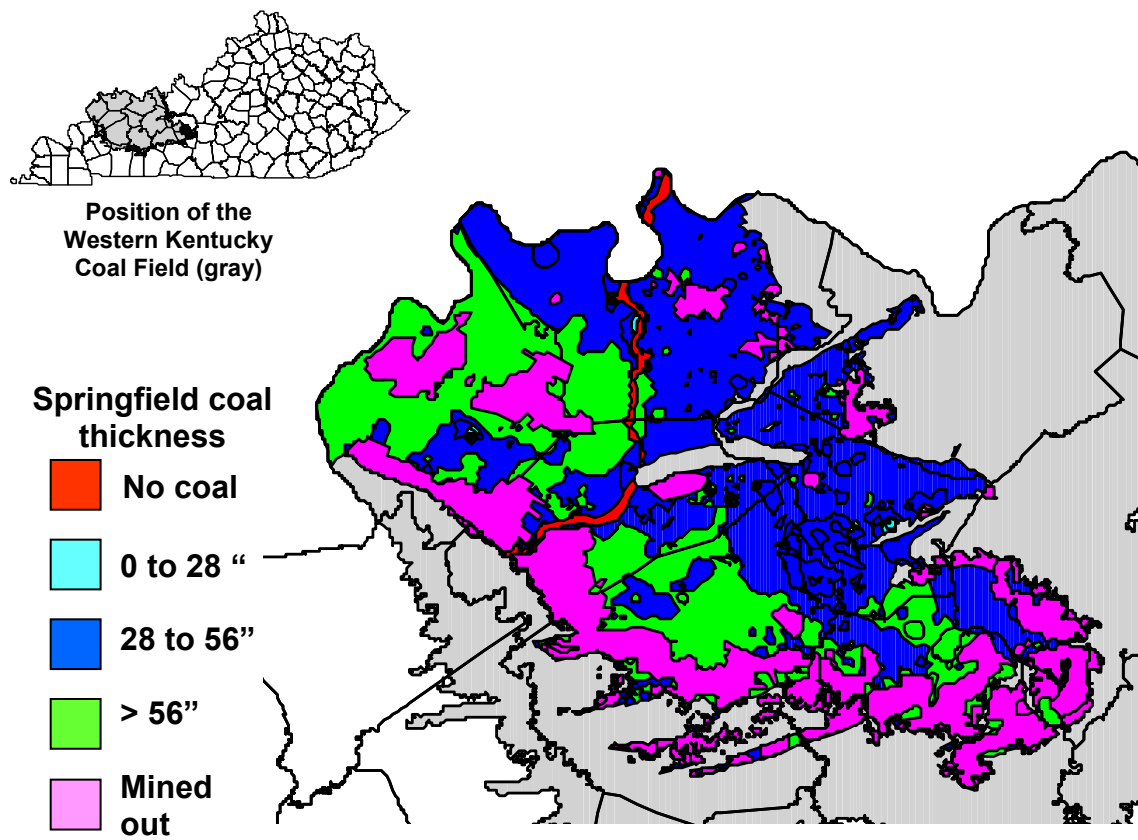 Position of the
Western Kentucky
Coal Field (gray)
Springfield coal
thickness
No coal
0 to 28 “
28 to 56”
> 56”
Mined
out